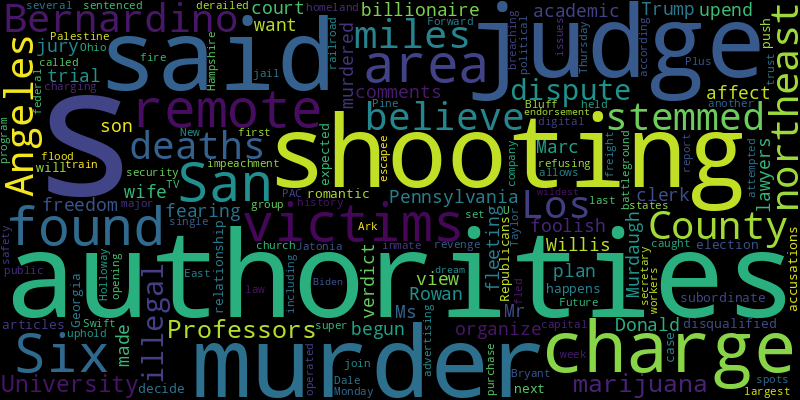 several sentenced derailed homeland
Bernardino court billionaire academic Trump upend
Palestine Ohio want miles Forward issues Thursday Plus
said judge northeast
jury called fire Hampshire railroad murdered area breaching political according trust push
Angeles federal trial charging jail comments dispute affect another
program S remote Pine believe Bluff held stemmed
son New first expected escapee endorsement digital
flood train deaths shooting lawyers
will security impeachment Marc battleground report attempted
TV wife San PAC romantic company refusing allows freight
freedom major fearing group history Pennsylvania wildest last states clerk
found single victims Ark set Los County
safety relationship church Jatonia inmate revenge view fleeting Taylor foolish Willis caught election
public authorities
Georgia Holloway opening East including law Biden dream verdict Rowan Republicans fired plan Murdaugh secretary workers accusations
illegal Ms Mr happens subordinate
articles Swift super Future
Six made Professors begun organize capital Donald case disqualified
uphold murder advertising purchase charge
University decide operated join Dale Monday Bryant next week marijuana spots largest